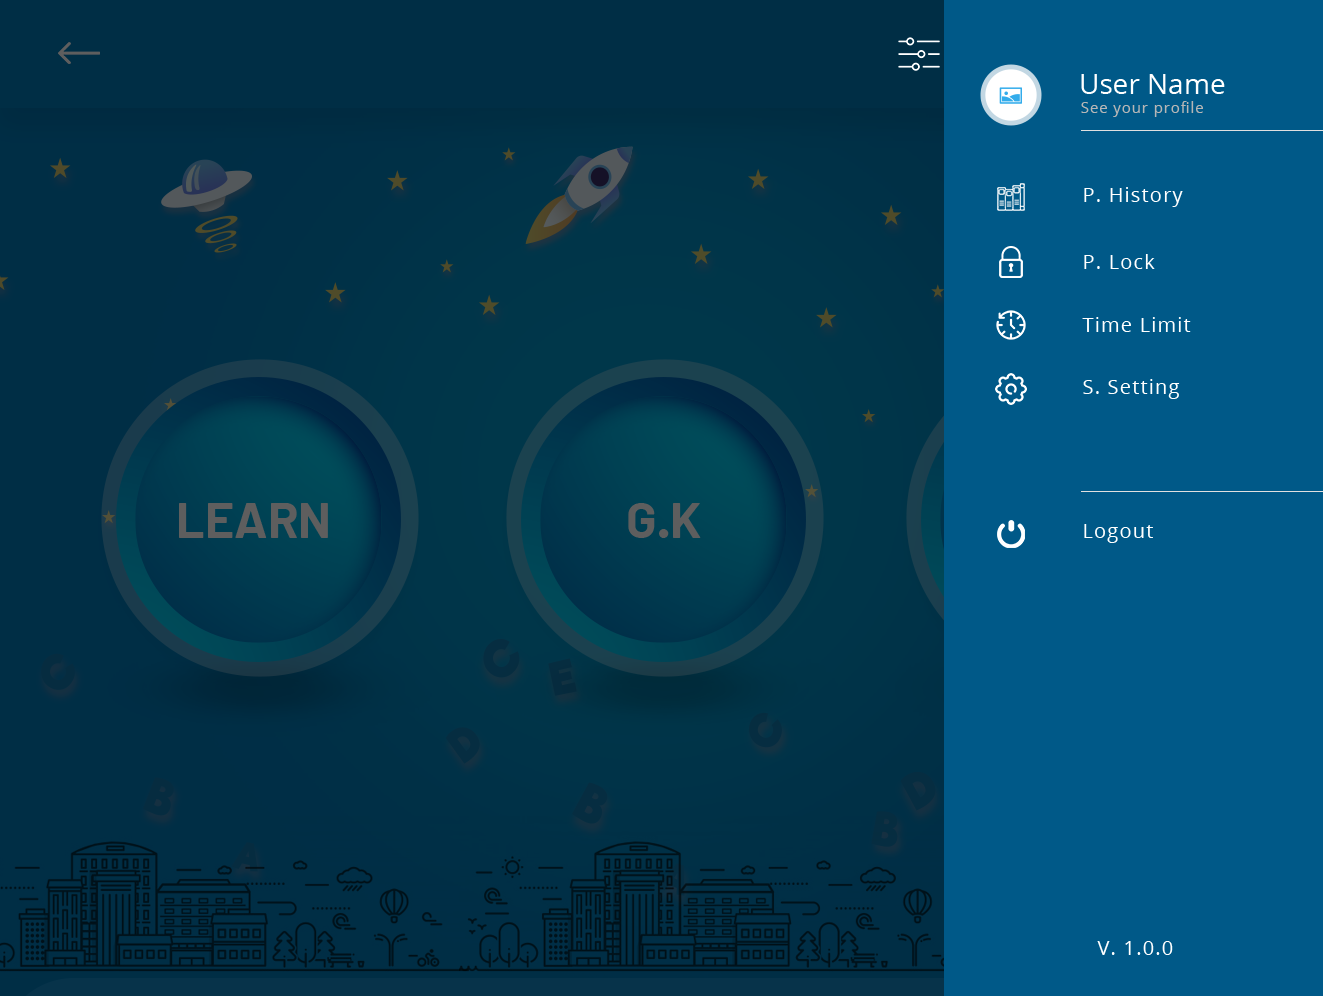 User Name
See your profile
P. History
P. Lock
Time Limit
S. Setting
LEARN
G.K
Logout
C
C
E
C
D
B
B
D
B
A
V. 1.0.0